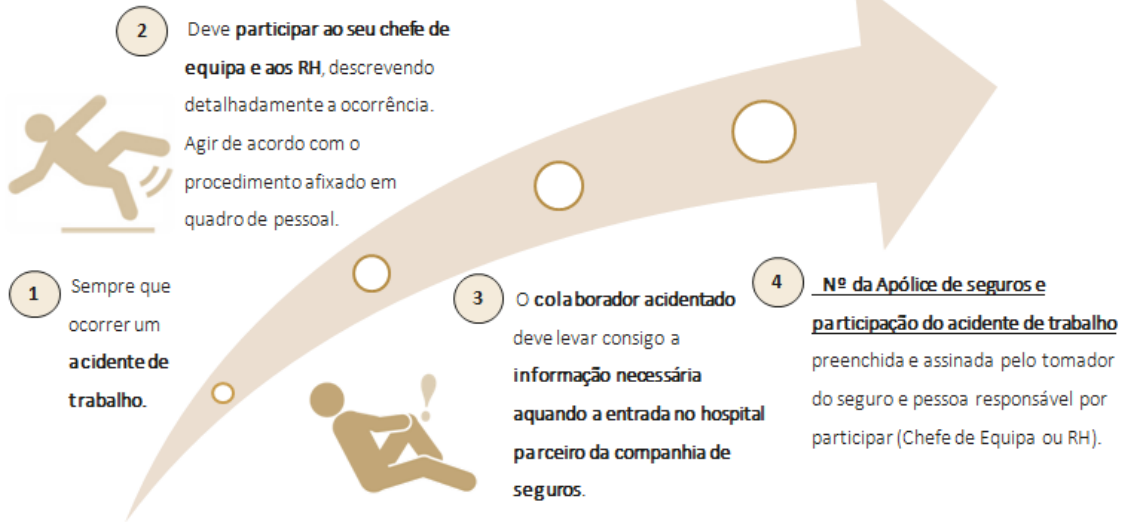 1
Sempre que
ocorrer um
acidente de
trabalho.
2
Deve participar ao seu chefe de
equipa e aos RH, descrevendo
detalhadamente a ocorrência.
Agir de acordo com o
procedimento afixado em
quadro de pessoal.
3
O colaborador acidentado
deve levar consigo a
informação necessária
aquando a entrada no hospital
parceiro da companhia de
seguros.
4
Nº da Apólice de seguros e
participação do acidente de trabalho
preenchida e assinada pelo tomador
do seguro e pessoa responsável por
participar (Chefe de Equipa ou RH).